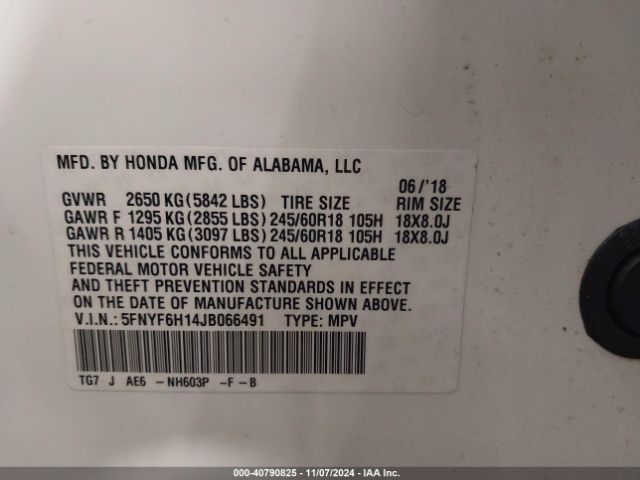 MFD. BY HONDA MFG. OF ALABAMA, LLC
06/'18
GVWR 2650 KG(5842 LBS) TIRE SIZE RIM SIZE
GAWR F 1295 KG(2855 LBS)245/60R18 105H 18X8.0J
GAWR R 1405 KG(3097 LBS)245/60R18 105H 18X8.0J
THIS VEHICLE CONFORMS TO ALL APPLICABLE
FEDERAL MOTOR VEHICLE SAFETY
AND THEFT PREVENTION STANDARDS IN EFFECT
ON THE DATE OF MANUFACTURE SHOWN ABOVE.
V.I.N.: 5FNYF6H14JB066491 TYPE: MPV
TG7 J AE6 -NH603P -F-B
000-40790825 - 11/07/2024 - IAA Inc.